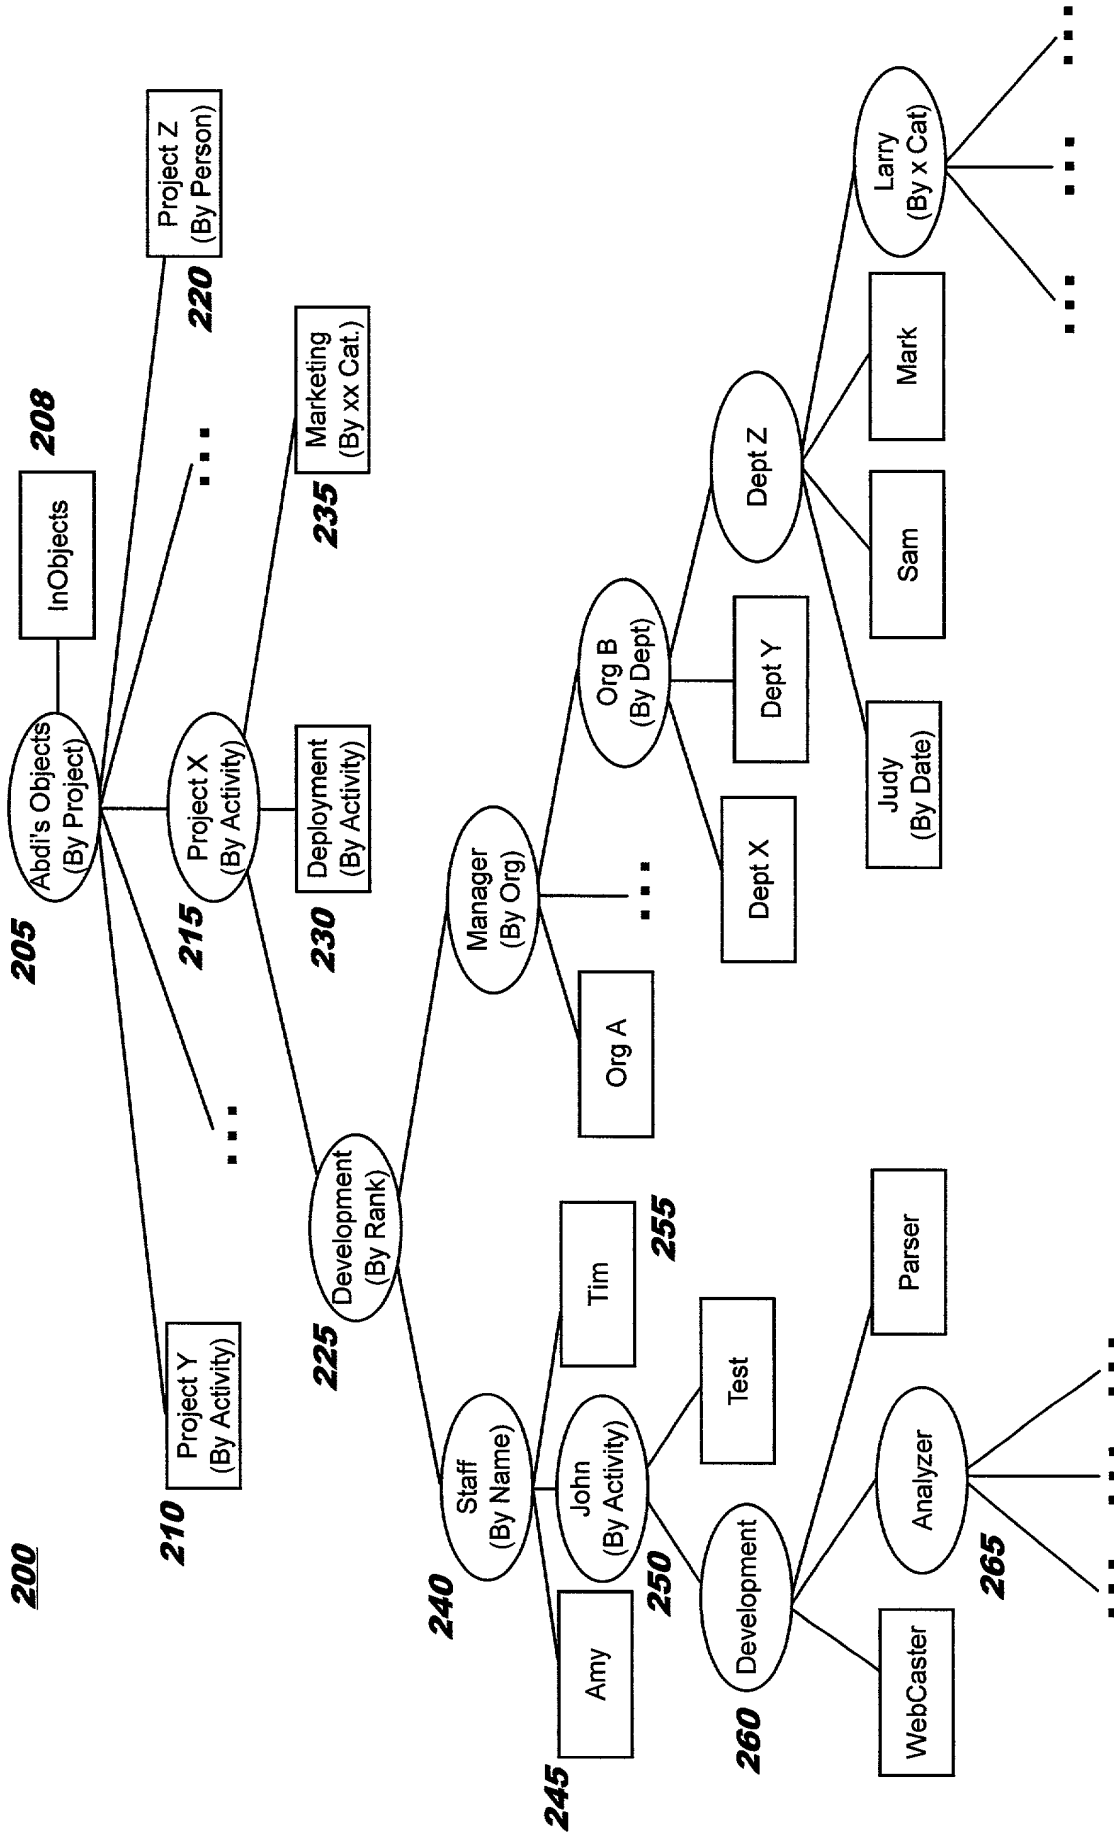 200
205
Abdi's Objects
(By Project)
InObjects
208
210
Project Y
(By Activity)
...
215
Project X
(By Activity)
...
220
Project Z
(By Person)
225
Development
(By Rank)
230
Deployment
(By Activity)
235
Marketing
(By xx Cat.)
240
Staff
(By Name)
Manager
(By Org)
245
Amy
250
John
(By Activity)
Tim
255
Org A
...
Org B
(By Dept)
260
Development
Test
Dept X
Dept Y
Dept Z
WebCaster
265
Analyzer
Parser
Judy
(By Date)
Sam
Mark
Larry
(By x Cat)
...
...
...
...
...
...